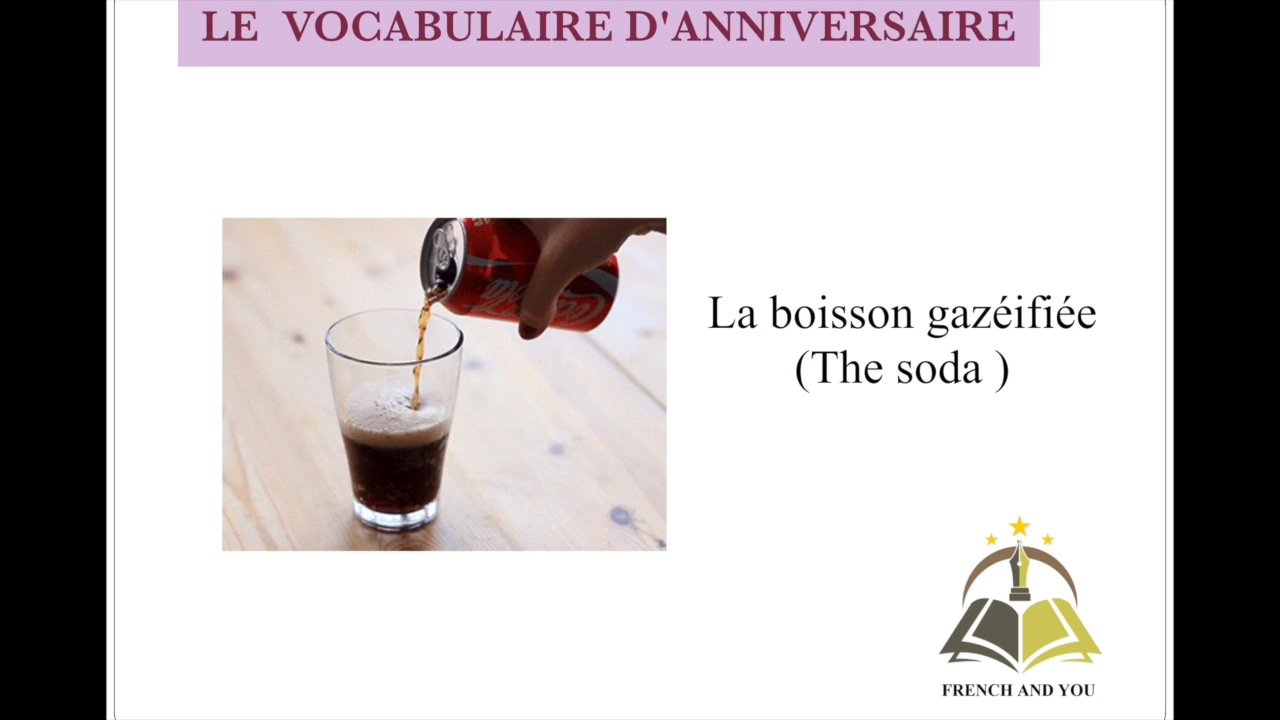 LE VOCABULAIRE D'ANNIVERSAIRE
La boisson gazéifiée
(The soda )
FRENCH AND YOU